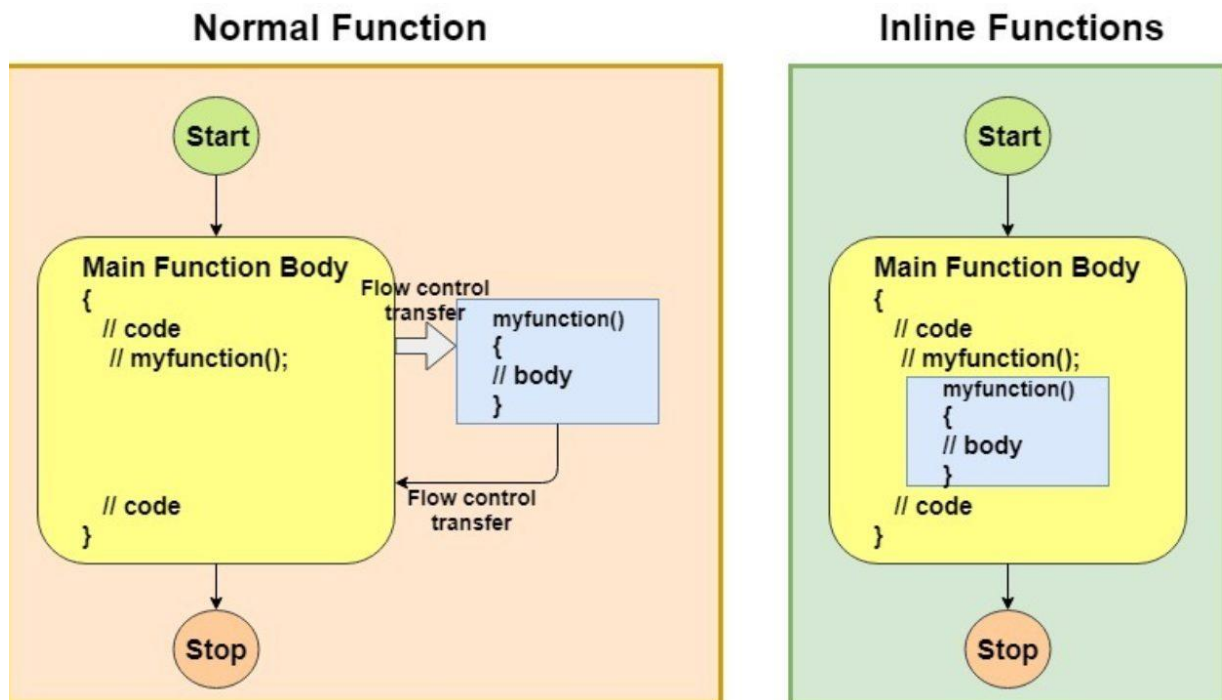 Normal Function
Start
Main Function Body
{
// code
// myfunction();
Flow control
transfer
myfunction()
{
// body
}
Flow control
transfer
// code
}
Stop
Inline Functions
Start
Main Function Body
{
// code
// myfunction();
myfunction()
{
// body
}
// code
}
Stop